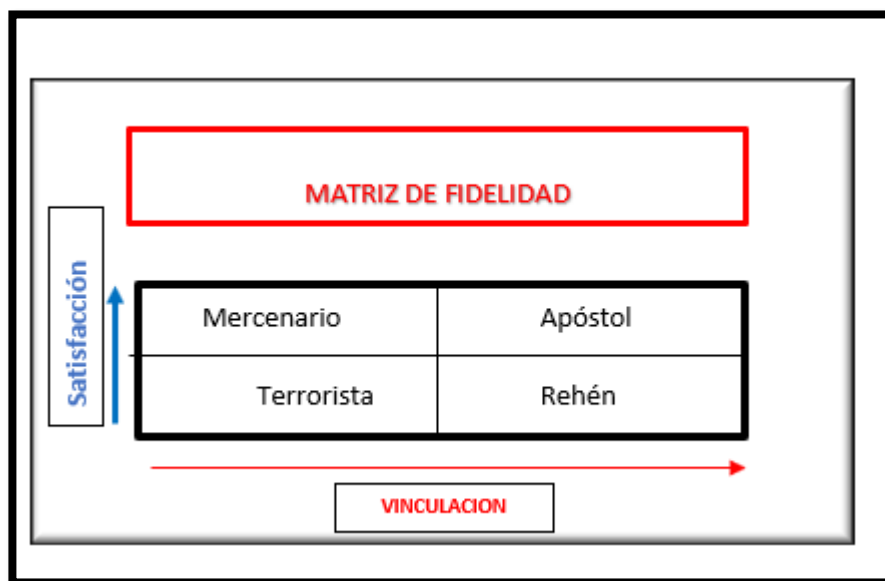 MATRIZ DE FIDELIDAD
Satisfacción
Mercenario Apóstol
Terrorista Rehén
VINCULACION